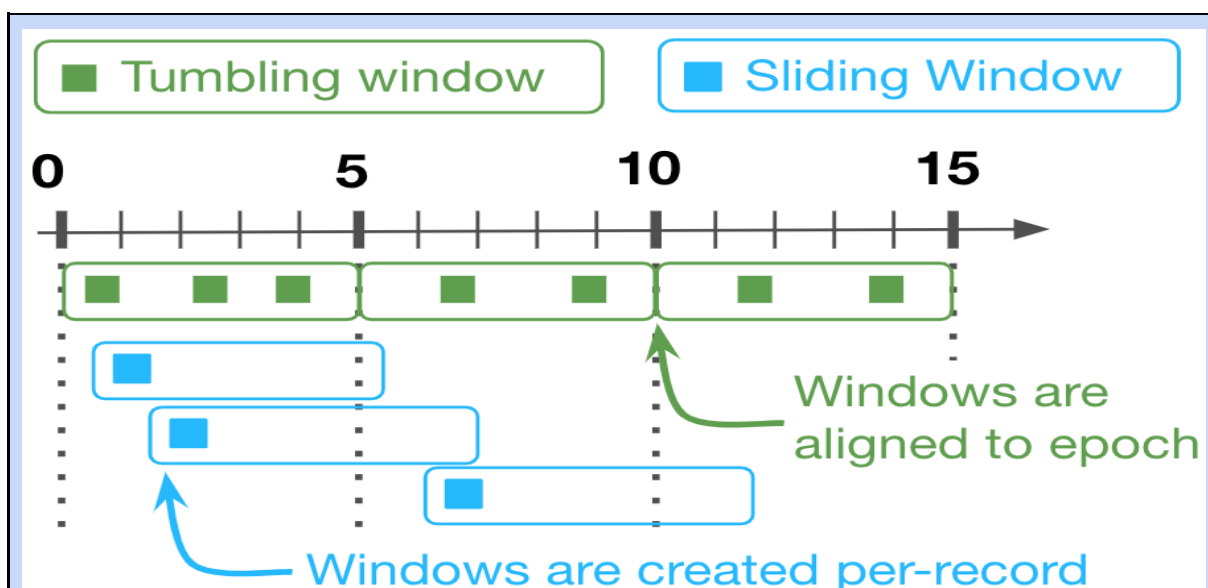 Tumbling window
Sliding Window
0 5 10 15
Windows are
aligned to epoch
Windows are created per-record